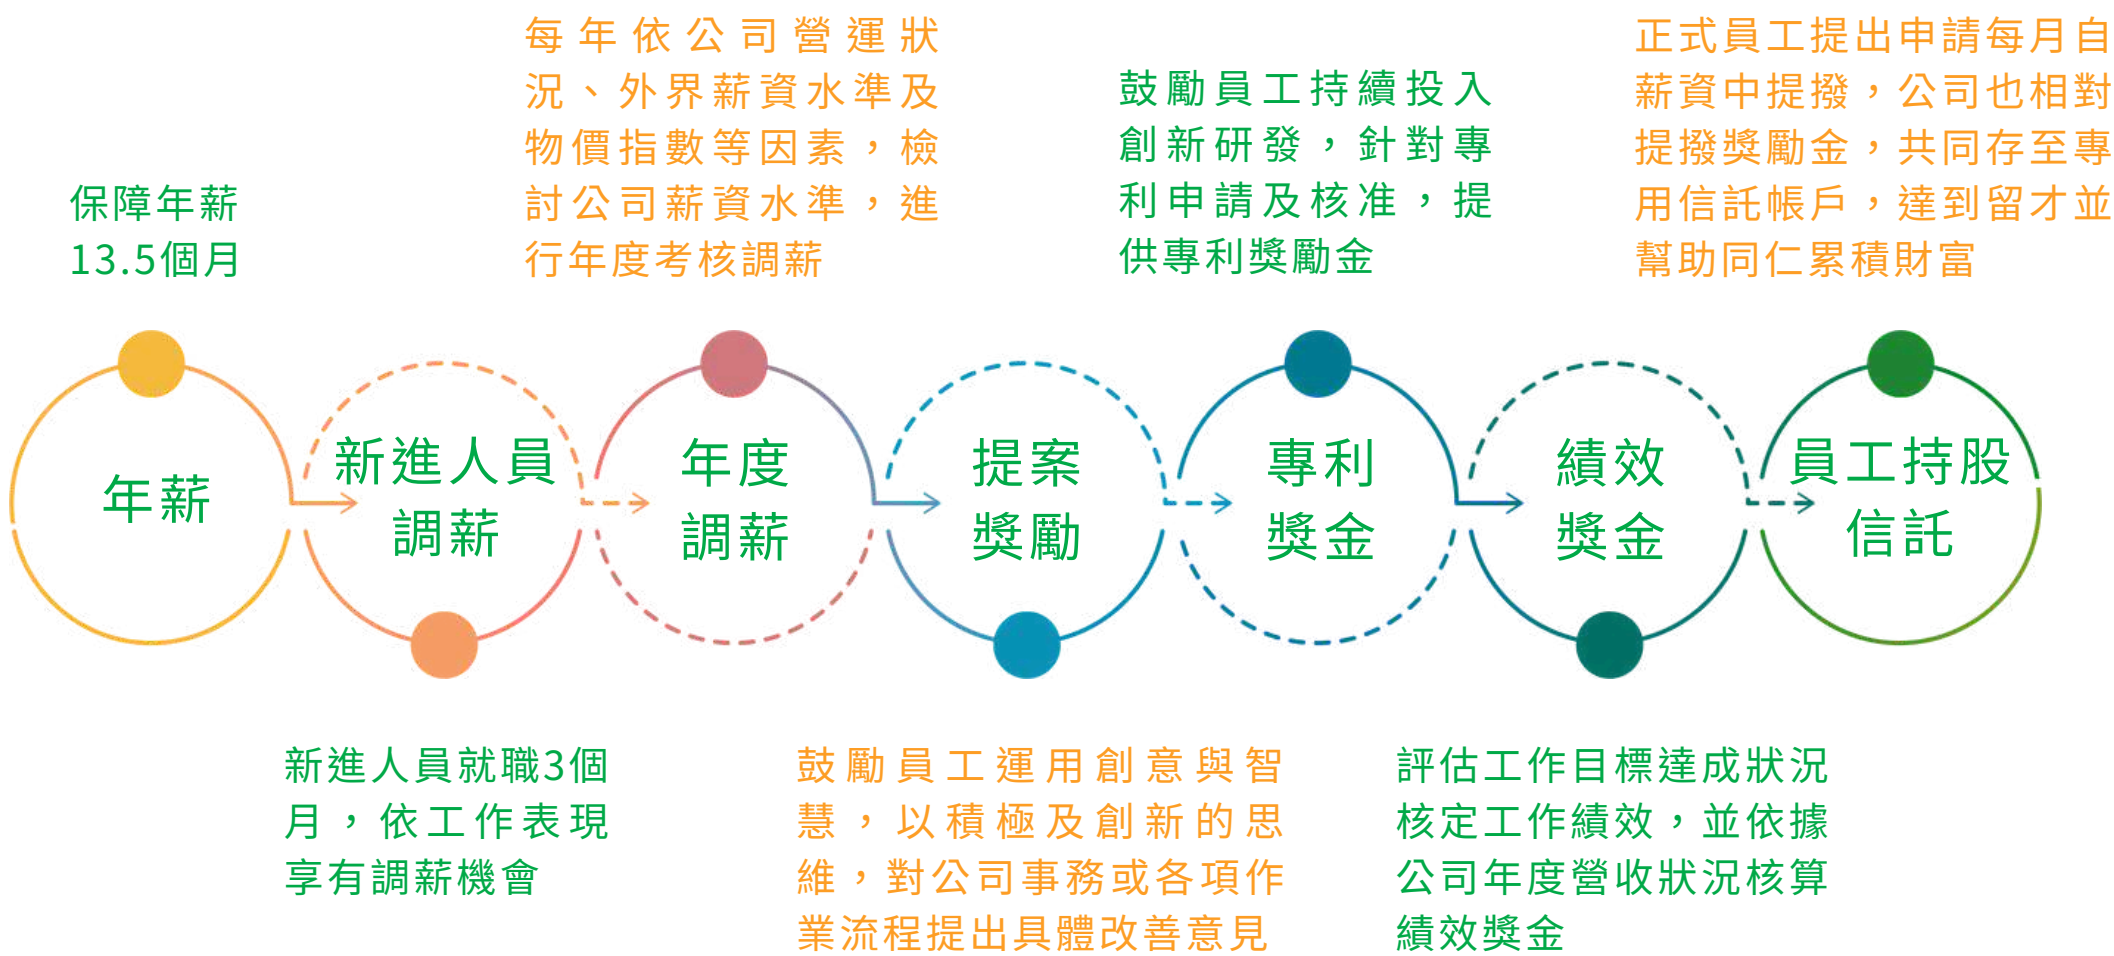 保障年薪
13.5個月
年薪
新進人員
調薪
新進人員就職3個
月，依工作表現
享有調薪機會
每年依公司營運狀
況、外界薪資水準及
物價指數等因素，檢
討公司薪資水準，進
行年度考核調薪
年度
調薪
提案
獎勵
鼓勵員工運用創意與智
慧，以積極及創新的思
維，對公司事務或各項作
業流程提出具體改善意見
鼓勵員工持續投入
創新研發，針對專
利申請及核准，提
供專利獎勵金
專利
獎金
績效
獎金
評估工作目標達成狀況
核定工作績效，並依據
公司年度營收狀況核算
績效獎金
正式員工提出申請每月自
薪資中提撥，公司也相對
提撥獎勵金，共同存至專
用信託帳戶，達到留才並
幫助同仁累積財富
員工持股
信託